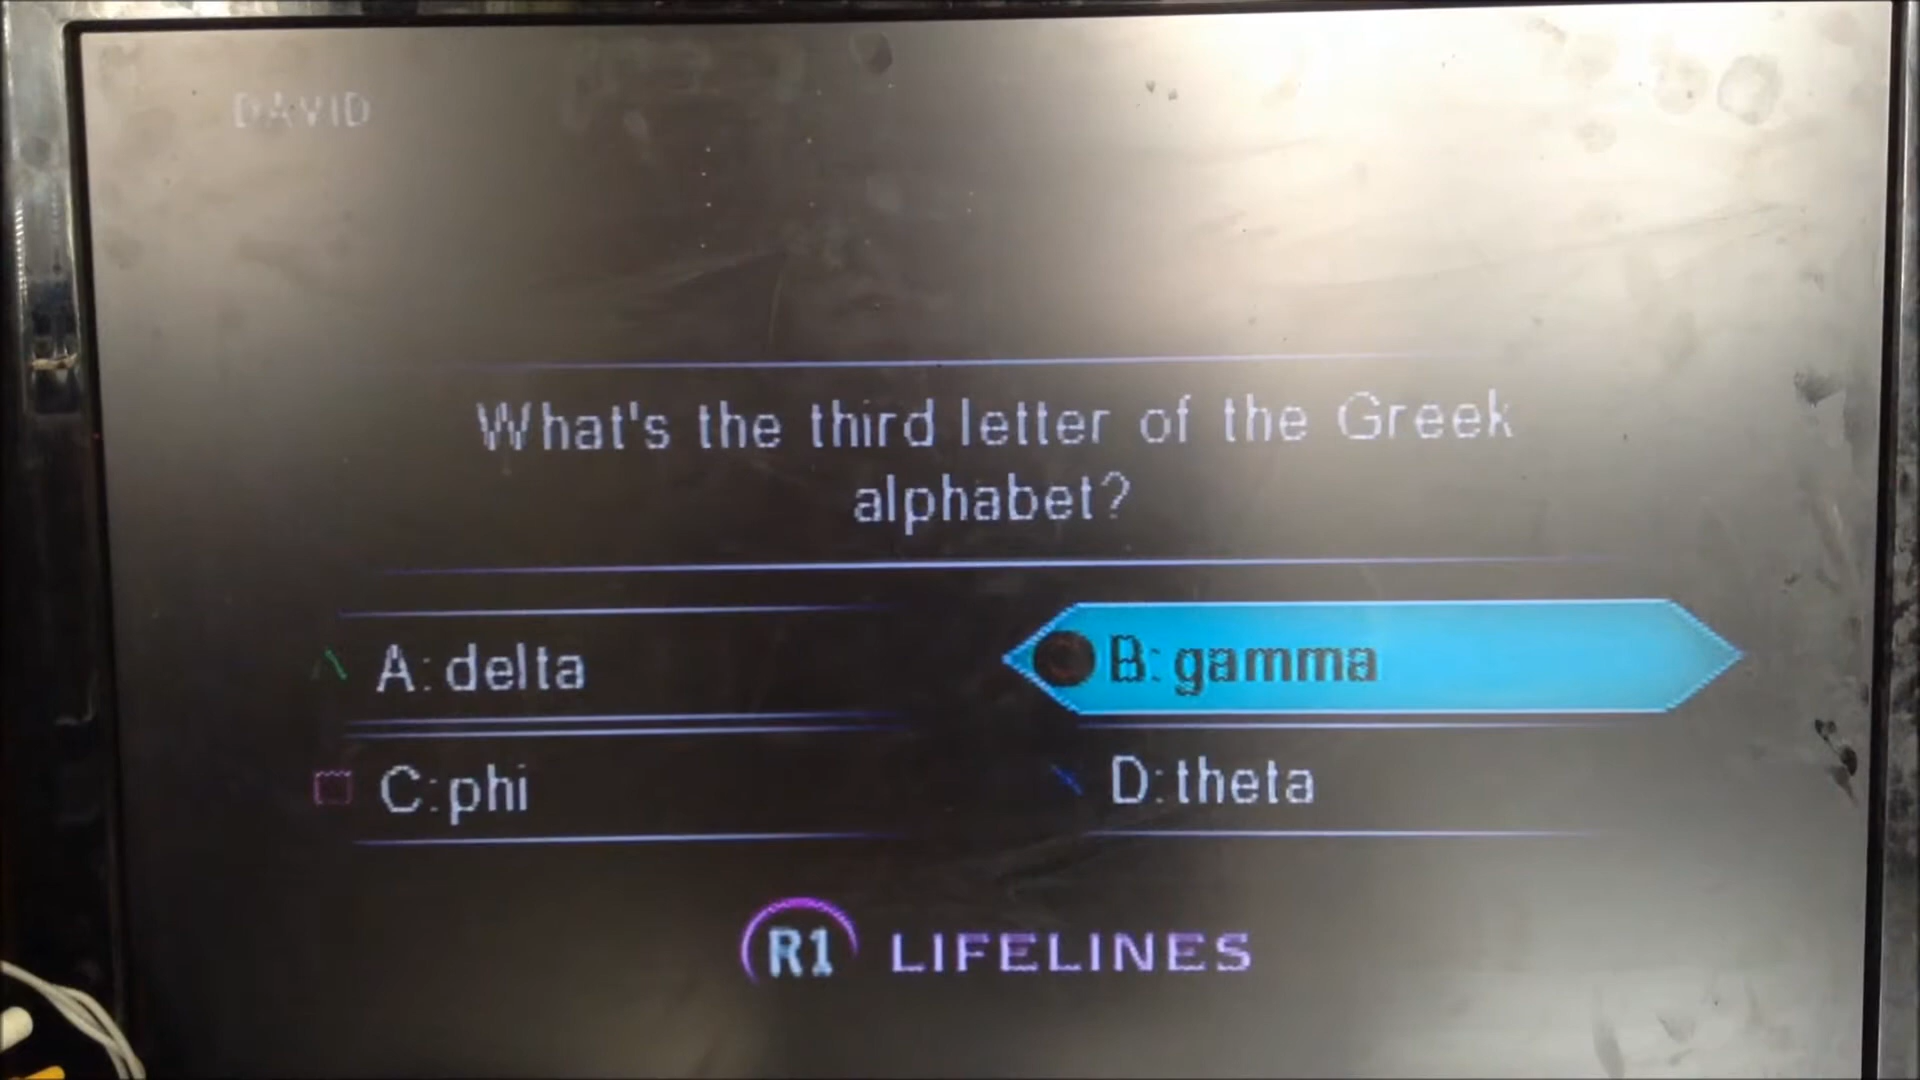 DAVID
What's the third letter of the Greek
alphabet?
A: delta
B: gamma
C: phi
D: theta
R1 LIFELINES